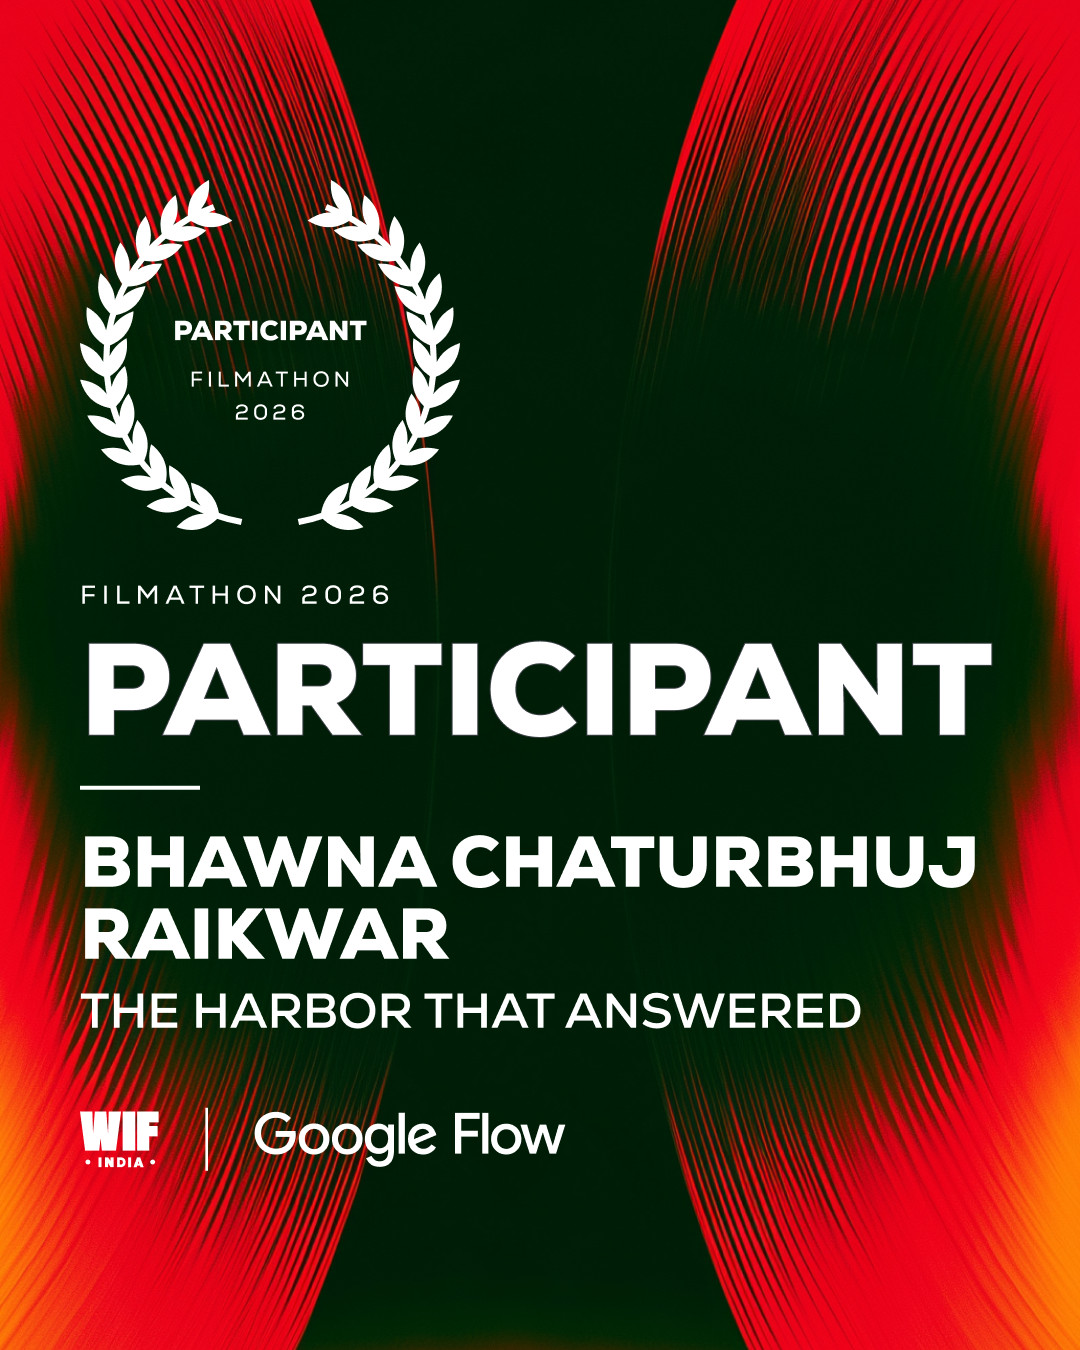 PARTICIPANT
FILMATHON
2026
FILMATHON 2026
PARTICIPANT
BHAWNA CHATURBHUJ
RAIKWAR
THE HARBOR THAT ANSWERED
WIF
• INDIA •
Google Flow